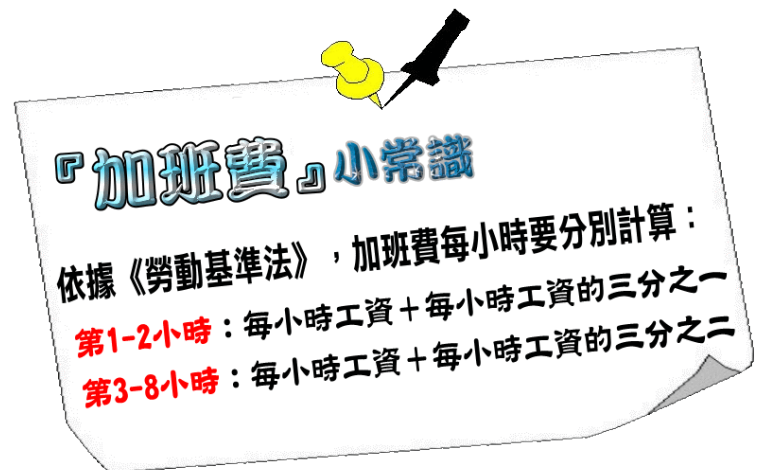 『加班費』小常識
依據《勞動基準法》，加班費每小時要分別計算：
第1-2小時：每小時工資＋每小時工資的三分之一
第3-8小時：每小時工資＋每小時工資的三分之二